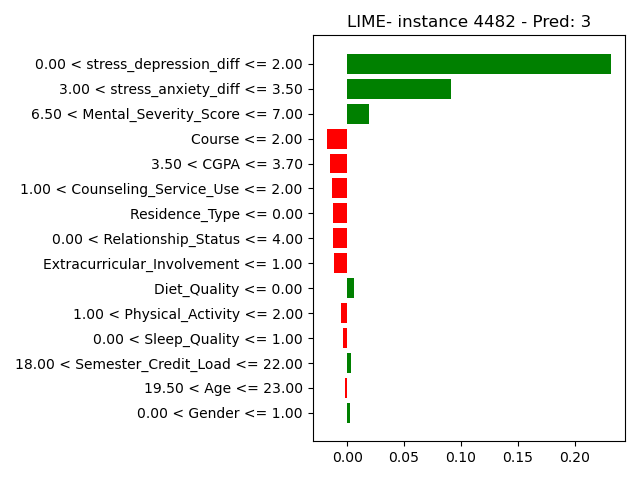 LIME- instance 4482 - Pred: 3
0.00 < stress_depression_diff <= 2.00
3.00 < stress_anxiety_diff <= 3.50
6.50 < Mental_Severity_Score <= 7.00
Course <= 2.00
3.50 < CGPA <= 3.70
1.00 < Counseling_Service_Use <= 2.00
Residence_Type <= 0.00
0.00 < Relationship_Status <= 4.00
Extracurricular_Involvement <= 1.00
Diet_Quality <= 0.00
1.00 < Physical_Activity <= 2.00
0.00 < Sleep_Quality <= 1.00
18.00 < Semester_Credit_Load <= 22.00
19.50 < Age <= 23.00
0.00 < Gender <= 1.00
0.00 0.05 0.10 0.15 0.20